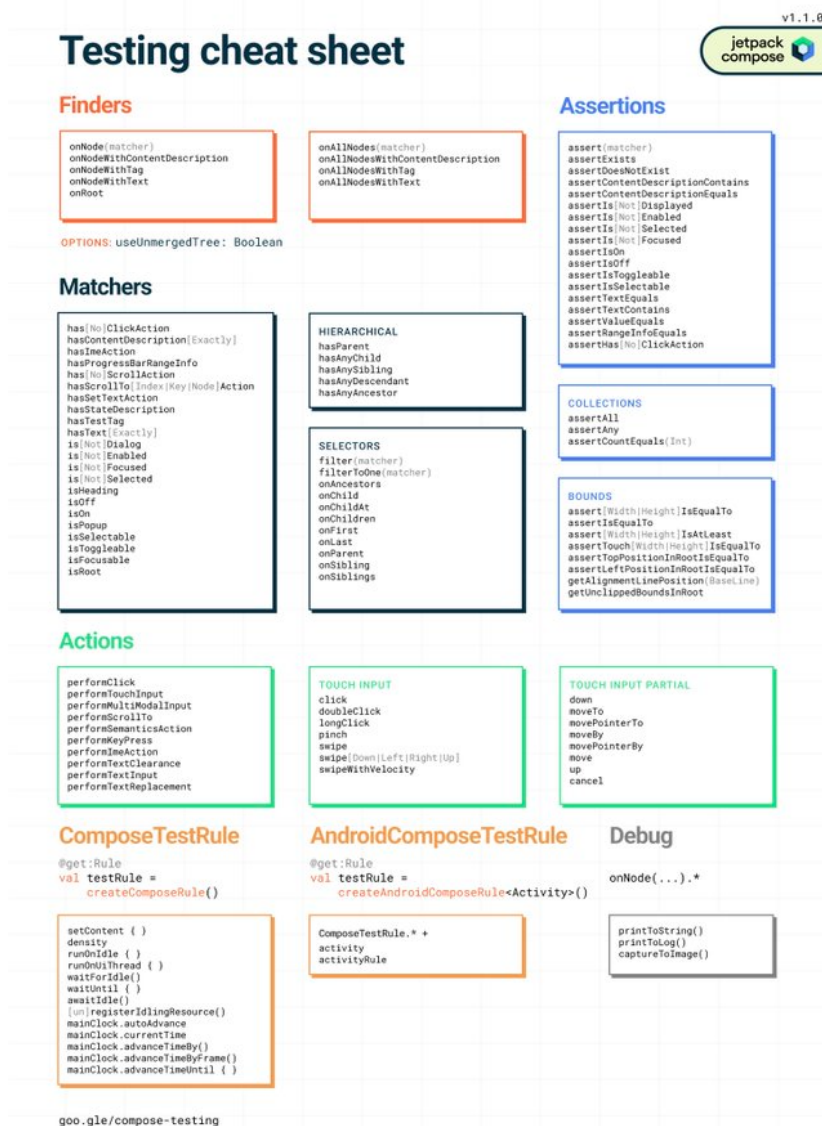 v1.1.0
Testing cheat sheet
jetpack
compose
Finders
onNode(matcher)
onNodeWithContentDescription
onNodeWithTag
onNodeWithText
onRoot
onAllNodes(matcher)
onAllNodesWithContentDescription
onAllNodesWithTag
onAllNodesWithText
OPTIONS: useUnmergedTree: Boolean
Assertions
assert(matcher)
assertExists
assertDoesNotExist
assertContentDescriptionContains
assertContentDescriptionEquals
assertIs[Not]Displayed
assertIs[Not]Enabled
assertIs[Not]Selected
assertIs[Not]Focused
assertIsOn
assertIsOff
assertIsToggleable
assertIsSelectable
assertTextEquals
assertTextContains
assertValueEquals
assertRangeInfoEquals
assertHas[No]ClickAction
COLLECTIONS
assertAll
assertAny
assertCountEquals(Int)
BOUNDS
assert[Width|Height]IsEqualTo
assertIsEqualTo
assert[Width|Height]IsAtLeast
assertTouch[Width|Height]IsEqualTo
assertTopPositionInRootIsEqualTo
assertLeftPositionInRootIsEqualTo
getAlignmentLinePosition(BaseLine)
getUnclippedBoundsInRoot
Matchers
has[No]ClickAction
hasContentDescription[Exactly]
hasImeAction
hasProgressBarRangeInfo
has[No]ScrollAction
hasScrollTo[Index|Key|Node]Action
hasSetTextAction
hasStateDescription
hasTestTag
hasText[Exactly]
is[Not]Dialog
is[Not]Enabled
is[Not]Focused
is[Not]Selected
isHeading
isOff
isOn
isPopup
isSelectable
isToggleable
isFocusable
isRoot
HIERARCHICAL
hasParent
hasAnyChild
hasAnySibling
hasAnyDescendant
hasAnyAncestor
SELECTORS
filter(matcher)
filterToOne(matcher)
onAncestors
onChild
onChildAt
onChildren
onFirst
onLast
onParent
onSibling
onSiblings
Actions
performClick
performTouchInput
performMultiModalInput
performScrollTo
performSemanticsAction
performKeyPress
performImeAction
performTextClearance
performTextInput
performTextReplacement
TOUCH INPUT
click
doubleClick
longClick
pinch
swipe
swipe[Down|Left|Right|Up]
swipeWithVelocity
TOUCH INPUT PARTIAL
down
moveTo
movePointerTo
moveBy
movePointerBy
move
up
cancel
ComposeTestRule
@get:Rule
val testRule =
createComposeRule()
setContent { }
density
runOnIdle { }
runOnUiThread { }
waitForIdle()
waitUntil { }
awaitIdle()
[un]registerIdlingResource()
mainClock.autoAdvance
mainClock.currentTime
mainClock.advanceTimeBy()
mainClock.advanceTimeByFrame()
mainClock.advanceTimeUntil { }
AndroidComposeTestRule
@get:Rule
val testRule =
createAndroidComposeRule<Activity>()
ComposeTestRule.* +
activity
activityRule
Debug
onNode(...).*
printToString()
printToLog()
captureToImage()
goo.gle/compose-testing